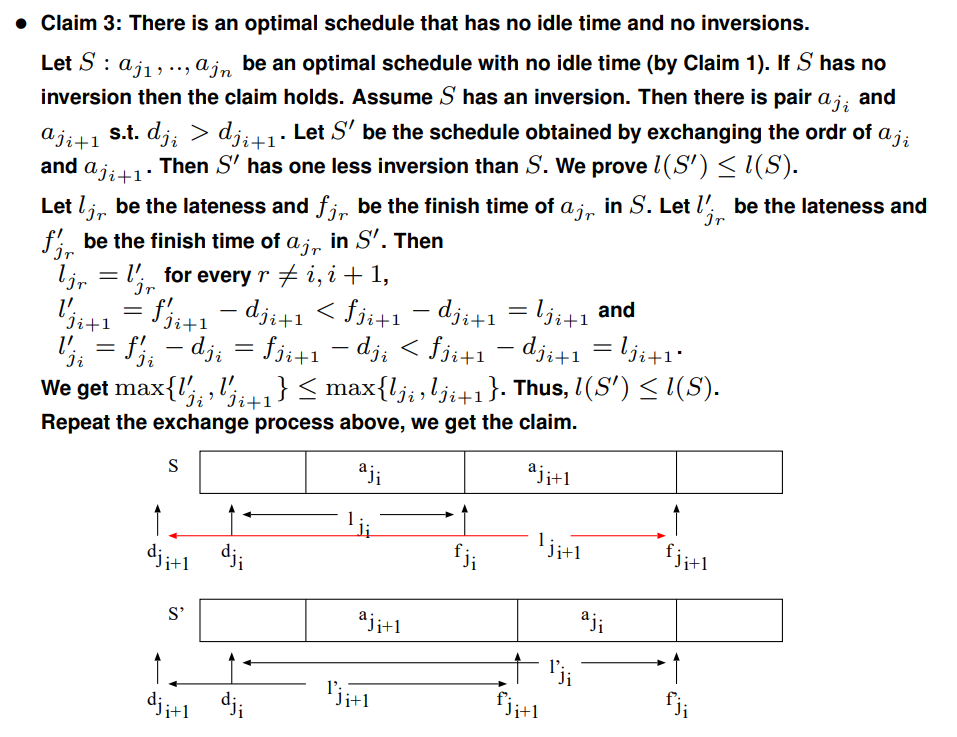 • Claim 3: There is an optimal schedule that has no idle time and no inversions.
Let S : a_{j_1}, .., a_{j_n} be an optimal schedule with no idle time (by Claim 1). If S has no
inversion then the claim holds. Assume S has an inversion. Then there is pair a_{j_i} and
a_{j_{i+1}} s.t. d_{j_i} > d_{j_{i+1}}. Let S′ be the schedule obtained by exchanging the ordr of a_{j_i}
and a_{j_{i+1}}. Then S′ has one less inversion than S. We prove l(S′) ≤ l(S).
Let l_{j_r} be the lateness and f_{j_r} be the finish time of a_{j_r} in S. Let l′_{j_r} be the lateness and
f′_{j_r} be the finish time of a_{j_r} in S′. Then
l_{j_r} = l′_{j_r} for every r ≠ i, i + 1,
l′_{j_{i+1}} = f′_{j_{i+1}} − d_{j_{i+1}} < f_{j_{i+1}} − d_{j_{i+1}} = l_{j_{i+1}} and
l′_{j_i} = f′_{j_i} − d_{j_i} = f_{j_{i+1}} − d_{j_i} < f_{j_{i+1}} − d_{j_{i+1}} = l_{j_{i+1}}.
We get max{l′_{j_i}, l′_{j_{i+1}}} ≤ max{l_{j_i}, l_{j_{i+1}}}. Thus, l(S′) ≤ l(S).
Repeat the exchange process above, we get the claim.
S a_{j_i} a_{j_{i+1}}
l_{j_i}
d_{j_{i+1}} d_{j_i} f_{j_i} l_{j_{i+1}} f_{j_{i+1}}
S' a_{j_{i+1}} a_{j_i}
l'_{j_i}
l'_{j_{i+1}}
d_{j_{i+1}} d_{j_i} f'_{j_{i+1}} f'_{j_i}